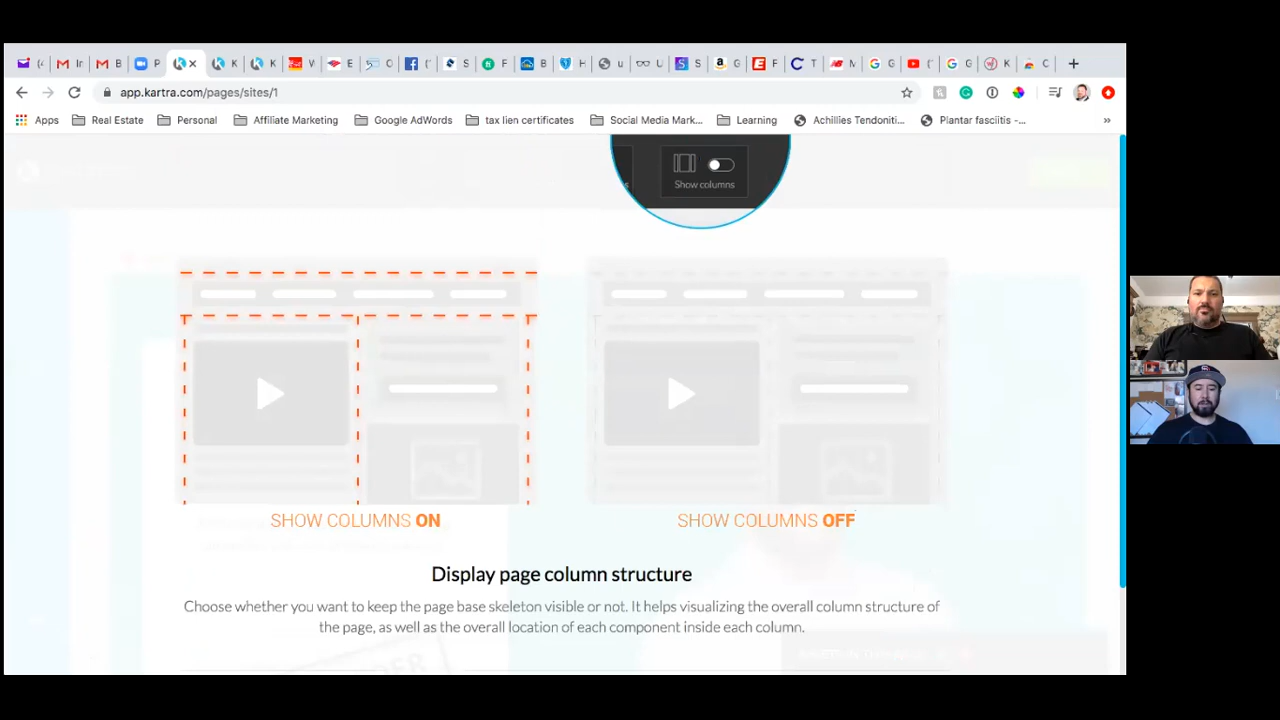 app.kartra.com/pages/sites/1
Apps Real Estate Personal Affiliate Marketing Google AdWords tax lien certificates Social Media Mark... Learning Achillies Tendoniti... Plantar fasciitis -... »
Show columns
SHOW COLUMNS ON SHOW COLUMNS OFF
Display page column structure
Choose whether you want to keep the page base skeleton visible or not. It helps visualizing the overall column structure of
the page, as well as the overall location of each component inside each column.